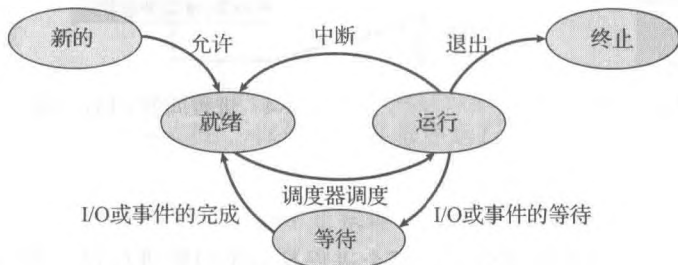 新的
允许
中断
退出
终止
就绪
运行
调度器调度
I/O或事件的完成
I/O或事件的等待
等待